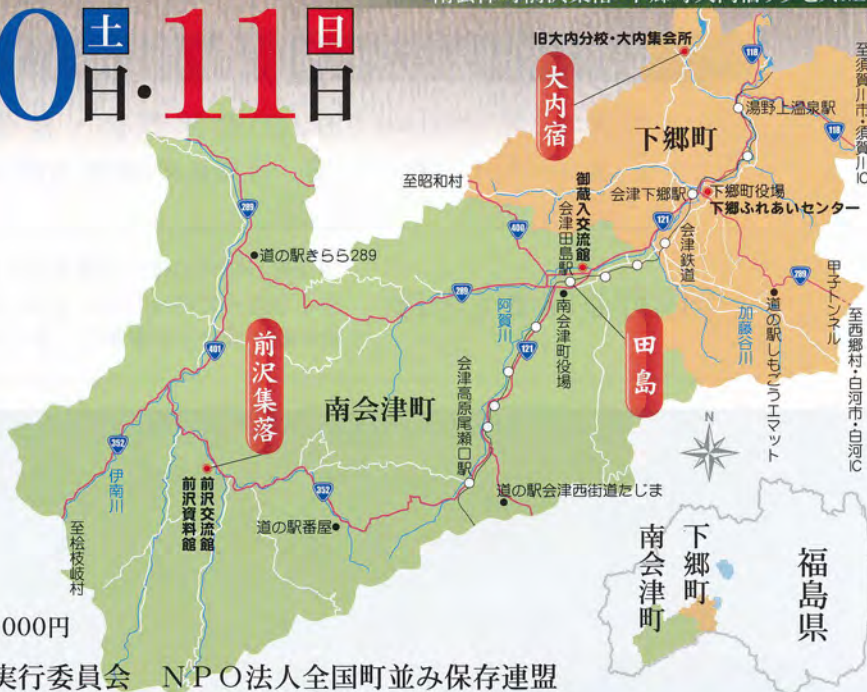 0日土・11日日
旧大内分校・大内集会所
大内宿
118
至須賀川市・須賀川IC
湯野上温泉駅
118
下郷町
至昭和村
御蔵入交流館
会津下郷駅
下郷町役場
下郷ふれあいセンター
289
400
会津田島駅
121
会津鉄道
道の駅きらら289
289
阿賀川
南会津町役場
加藤谷川
289
甲子トンネル
道の駅しもごうエマット
至西郷村・白河市・白河IC
401
前沢集落
121
田島
南会津町
会津高原尾瀬口駅
352
伊南川
前沢交流館
前沢資料館
352
道の駅番屋
道の駅会津西街道たじま
至桧枝岐村
N
下郷町
南会津町
福島県
000円
実行委員会 NPO法人全国町並み保存連盟